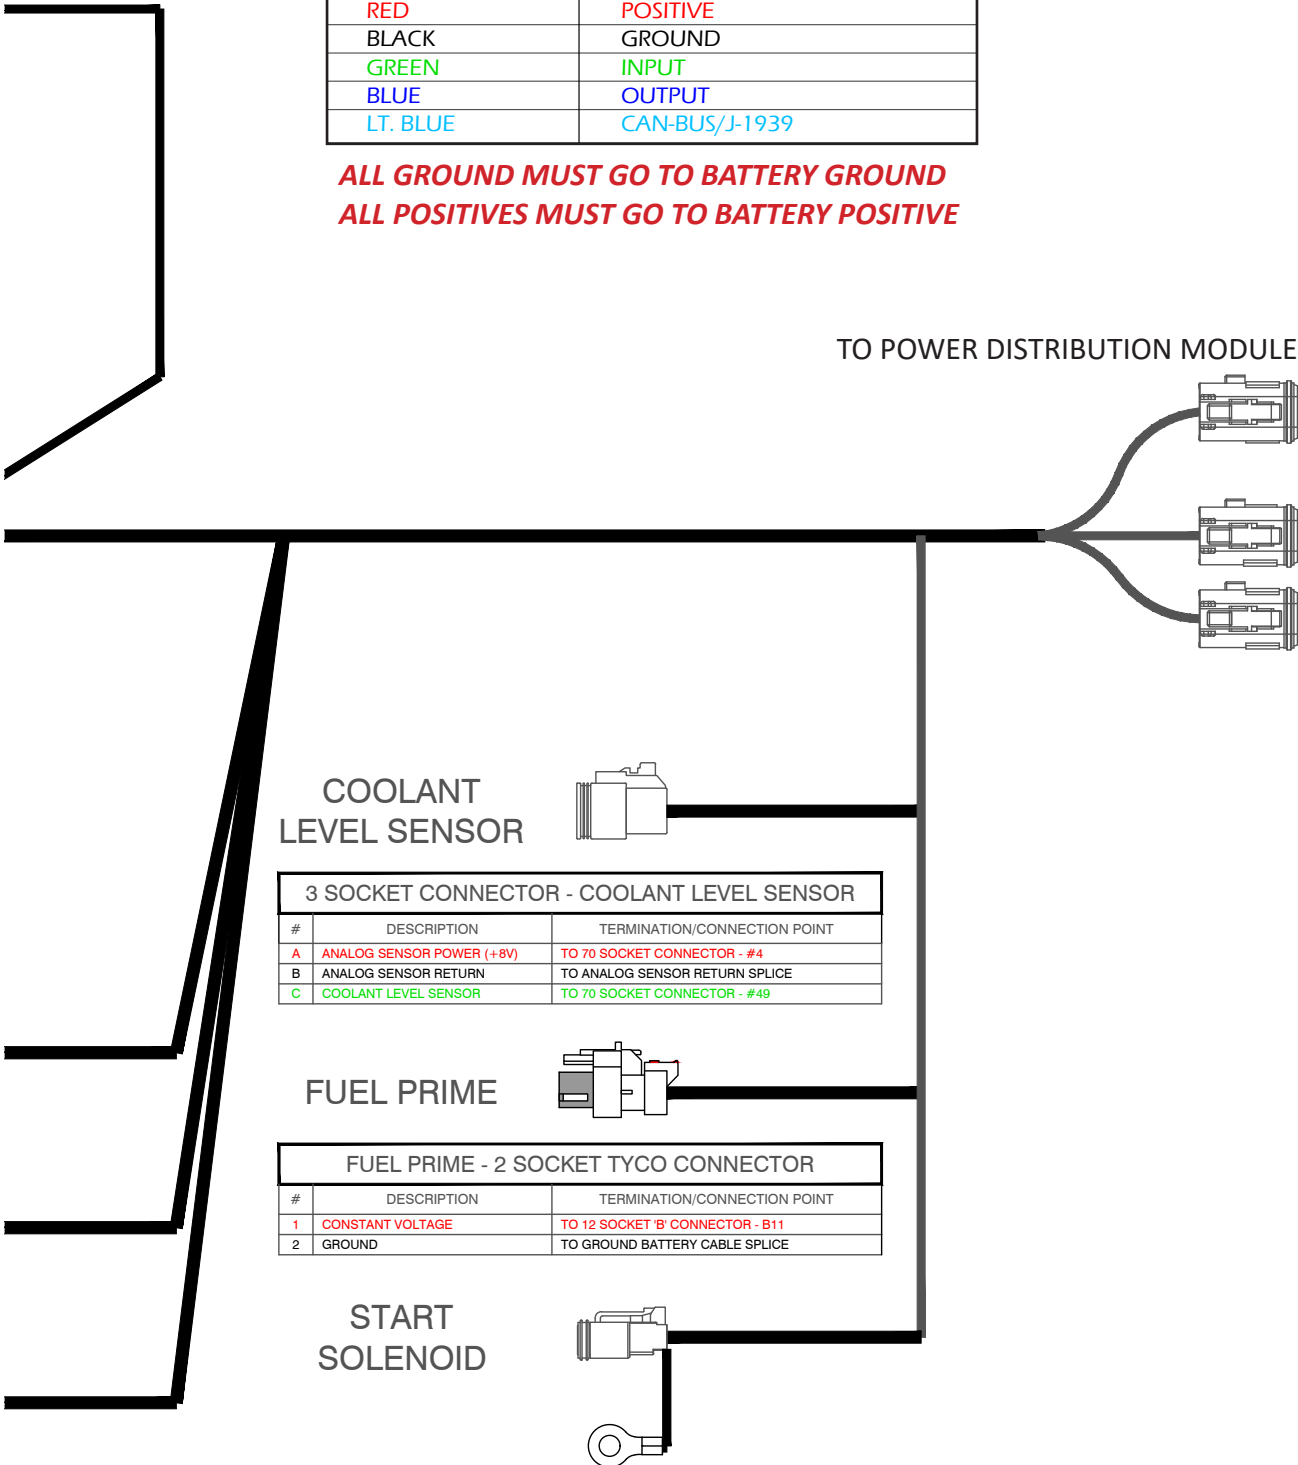 RED POSITIVE
BLACK GROUND
GREEN INPUT
BLUE OUTPUT
LT. BLUE CAN-BUS/J-1939
ALL GROUND MUST GO TO BATTERY GROUND
ALL POSITIVES MUST GO TO BATTERY POSITIVE
TO POWER DISTRIBUTION MODULE
COOLANT
LEVEL SENSOR
3 SOCKET CONNECTOR - COOLANT LEVEL SENSOR
# DESCRIPTION TERMINATION/CONNECTION POINT
A ANALOG SENSOR POWER (+8V) TO 70 SOCKET CONNECTOR - #4
B ANALOG SENSOR RETURN TO ANALOG SENSOR RETURN SPLICE
C COOLANT LEVEL SENSOR TO 70 SOCKET CONNECTOR - #49
FUEL PRIME
FUEL PRIME - 2 SOCKET TYCO CONNECTOR
# DESCRIPTION TERMINATION/CONNECTION POINT
1 CONSTANT VOLTAGE TO 12 SOCKET 'B' CONNECTOR - B11
2 GROUND TO GROUND BATTERY CABLE SPLICE
START
SOLENOID